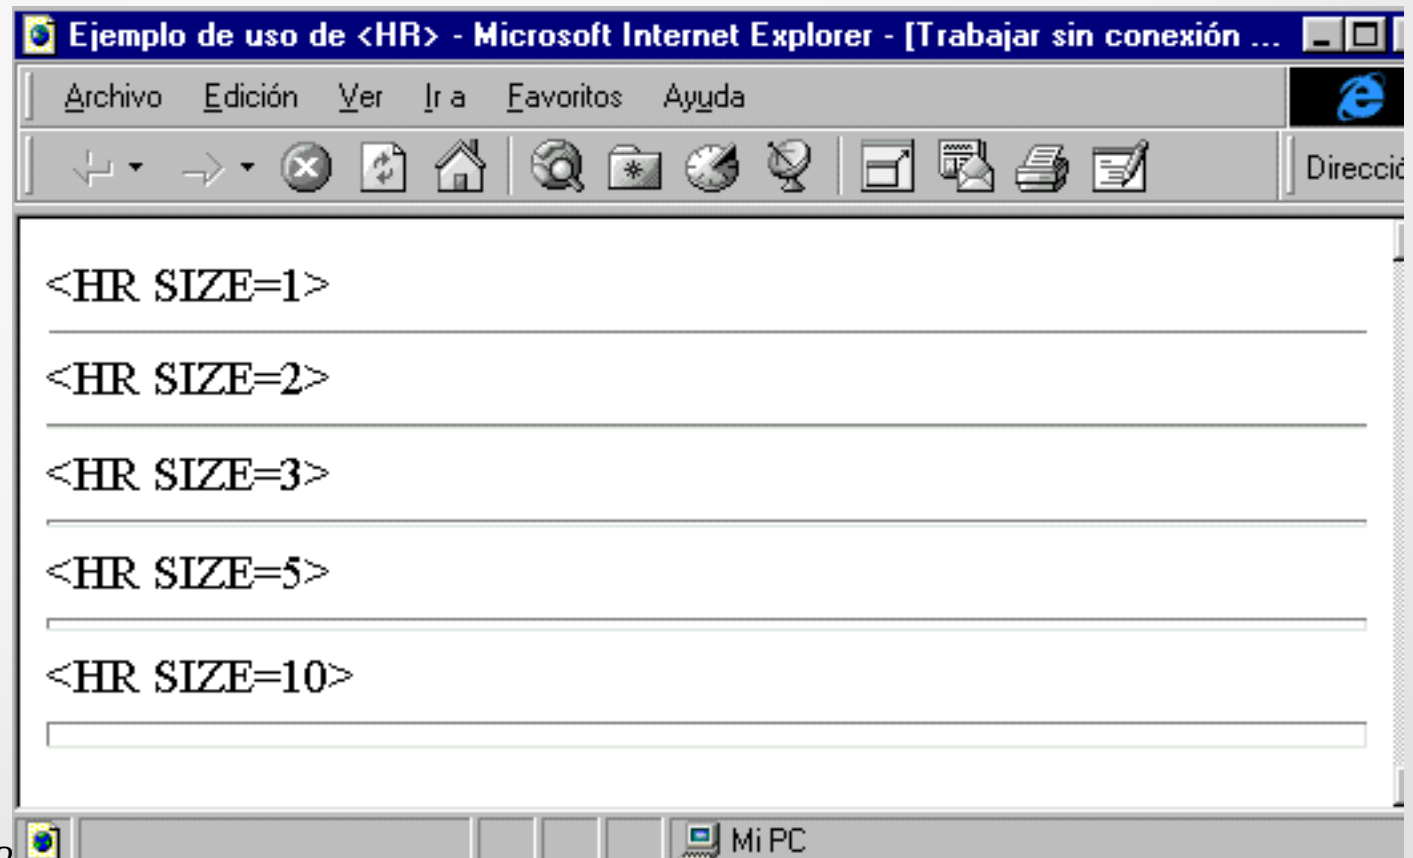 Ejemplo de uso de <HR> - Microsoft Internet Explorer - [Trabajar sin conexión ...
Archivo Edición Ver Ir a Favoritos Ayuda
Direcció
<HR SIZE=1>
<HR SIZE=2>
<HR SIZE=3>
<HR SIZE=5>
<HR SIZE=10>
Mi PC